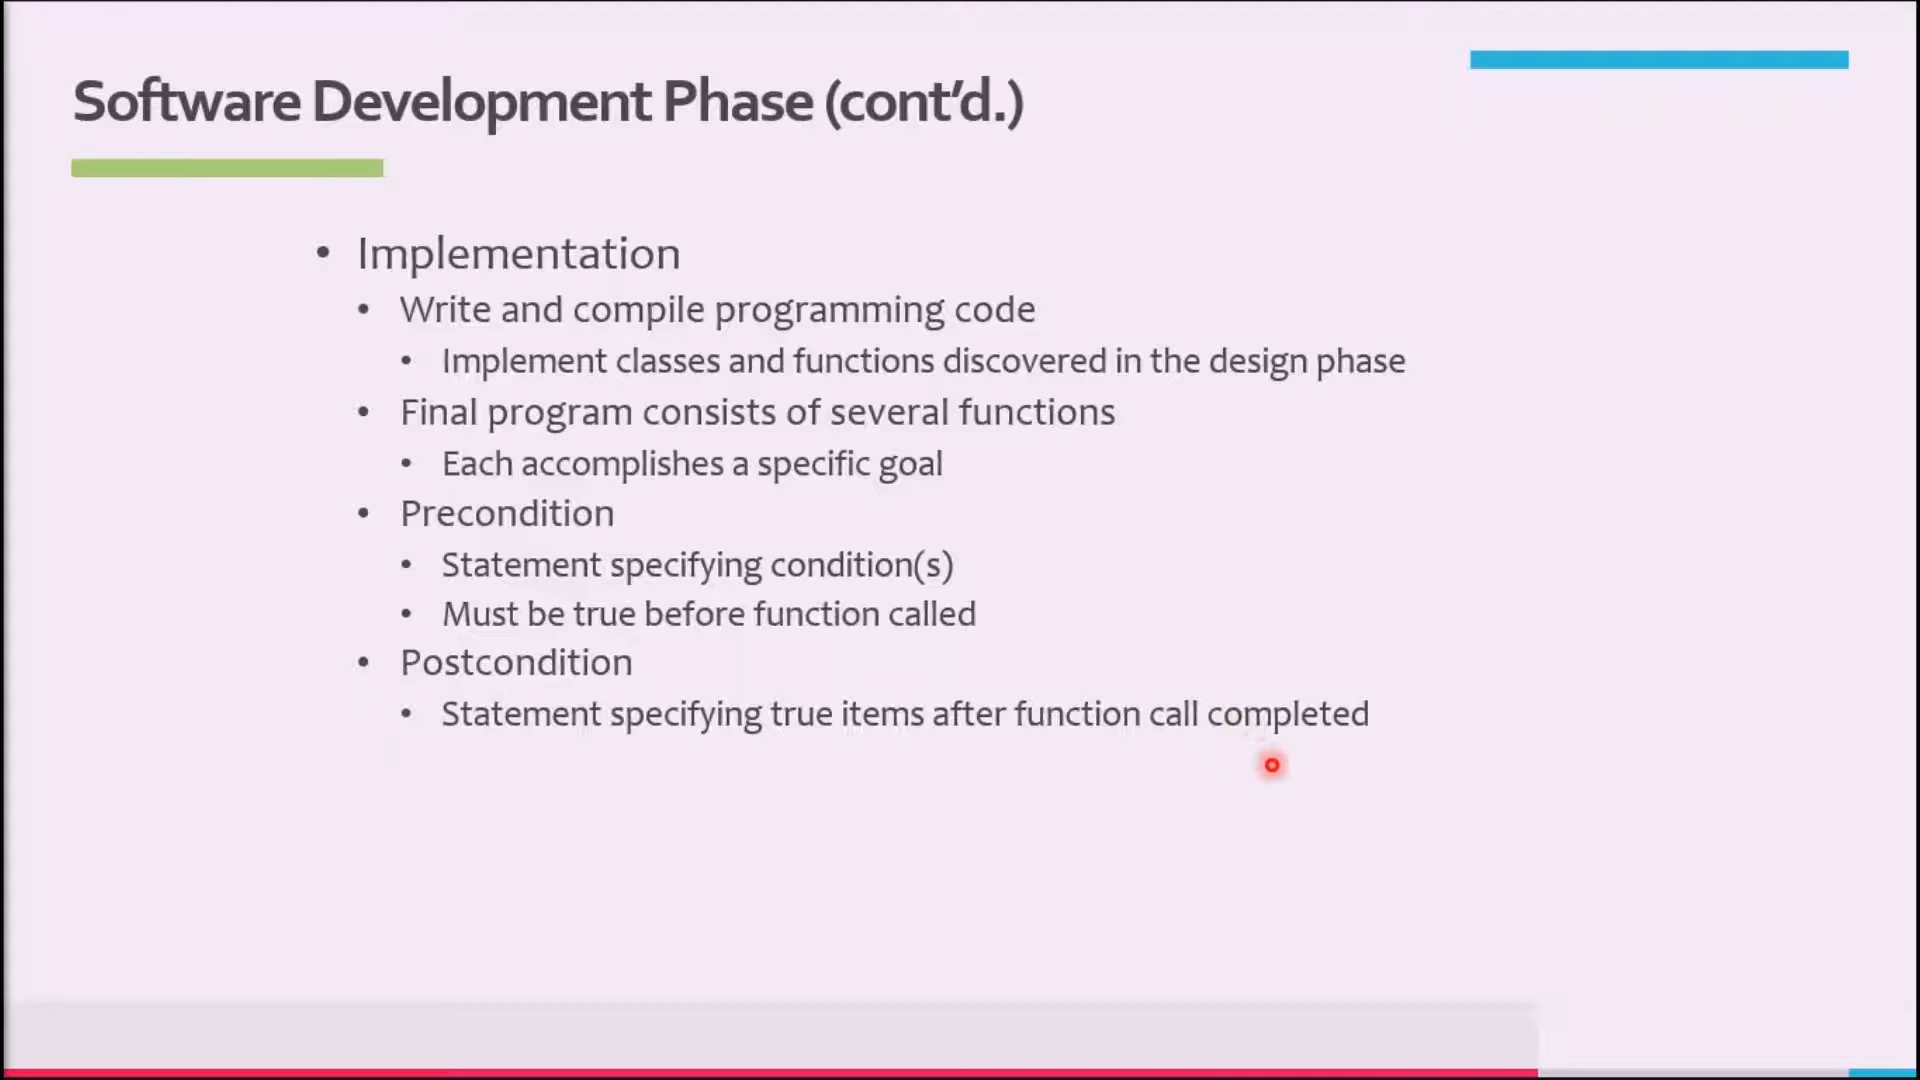 Software Development Phase (cont’d.)
• Implementation
• Write and compile programming code
• Implement classes and functions discovered in the design phase
• Final program consists of several functions
• Each accomplishes a specific goal
• Precondition
• Statement specifying condition(s)
• Must be true before function called
• Postcondition
• Statement specifying true items after function call completed